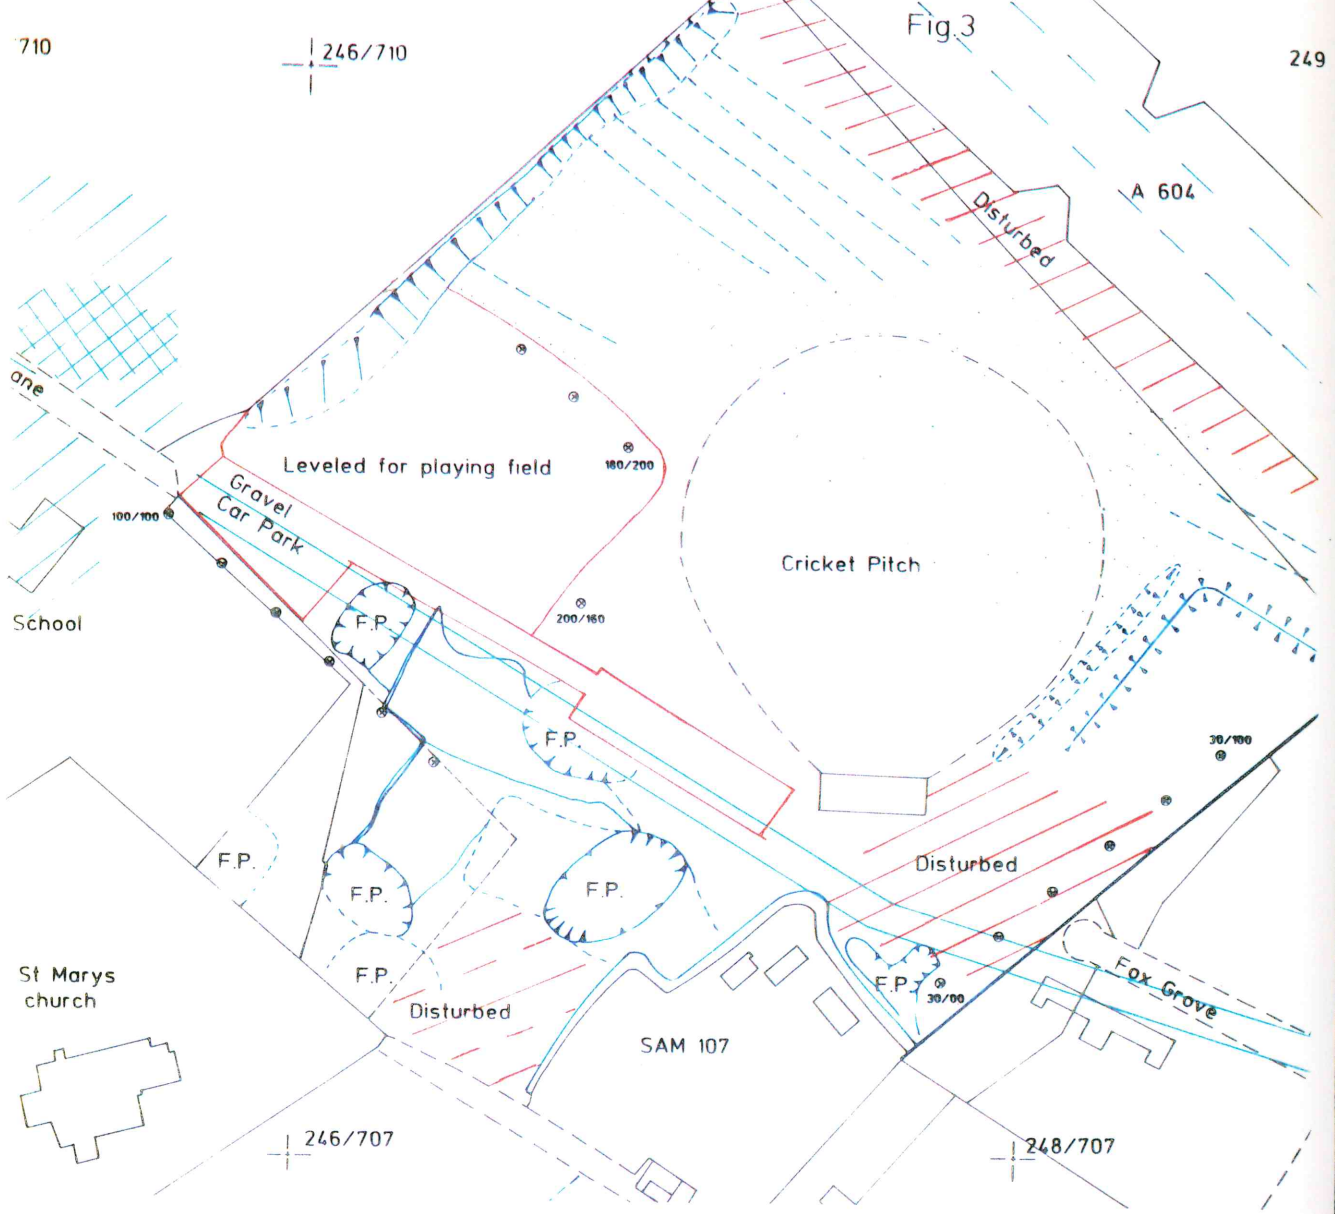 Fig.3
710
246/710
249
A 604
Disturbed
ane
Leveled for playing field
180/200
Gravel
Car Park
100/100
Cricket Pitch
School
F.P.
200/160
F.P.
30/100
F.P.
Disturbed
F.P.
F.P.
St Marys
church
F.P.
F.P.
30/00
Fox Grove
Disturbed
SAM 107
246/707
248/707